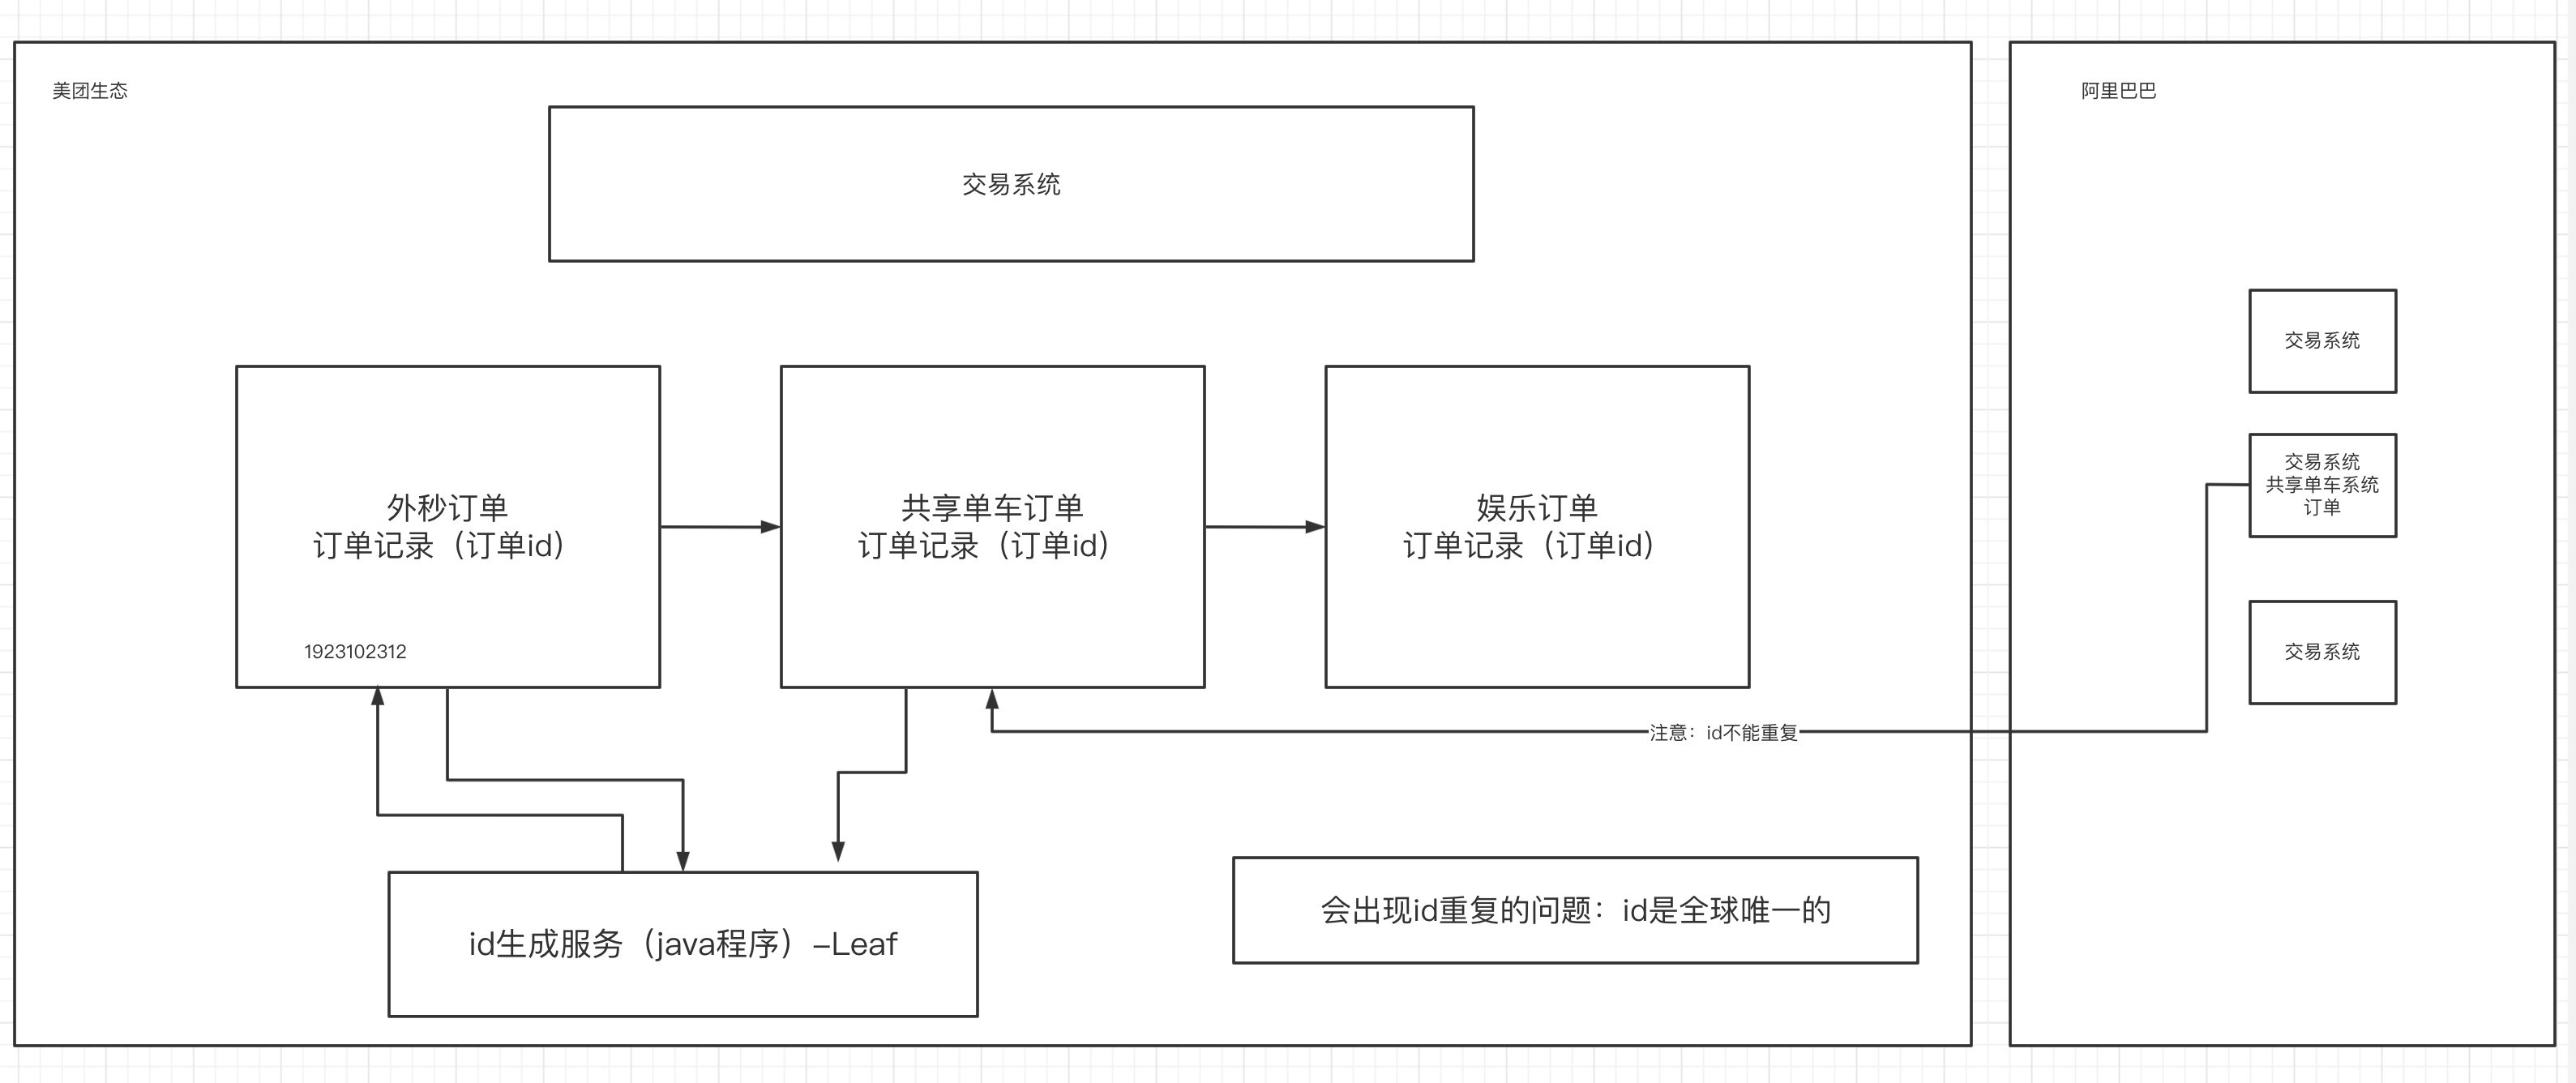 美团生态
阿里巴巴
交易系统
交易系统
外秒订单
订单记录（订单id）
1923102312
共享单车订单
订单记录（订单id）
娱乐订单
订单记录（订单id）
交易系统
共享单车系统
订单
交易系统
注意：id不能重复
会出现id重复的问题：id是全球唯一的
id生成服务（java程序）–Leaf